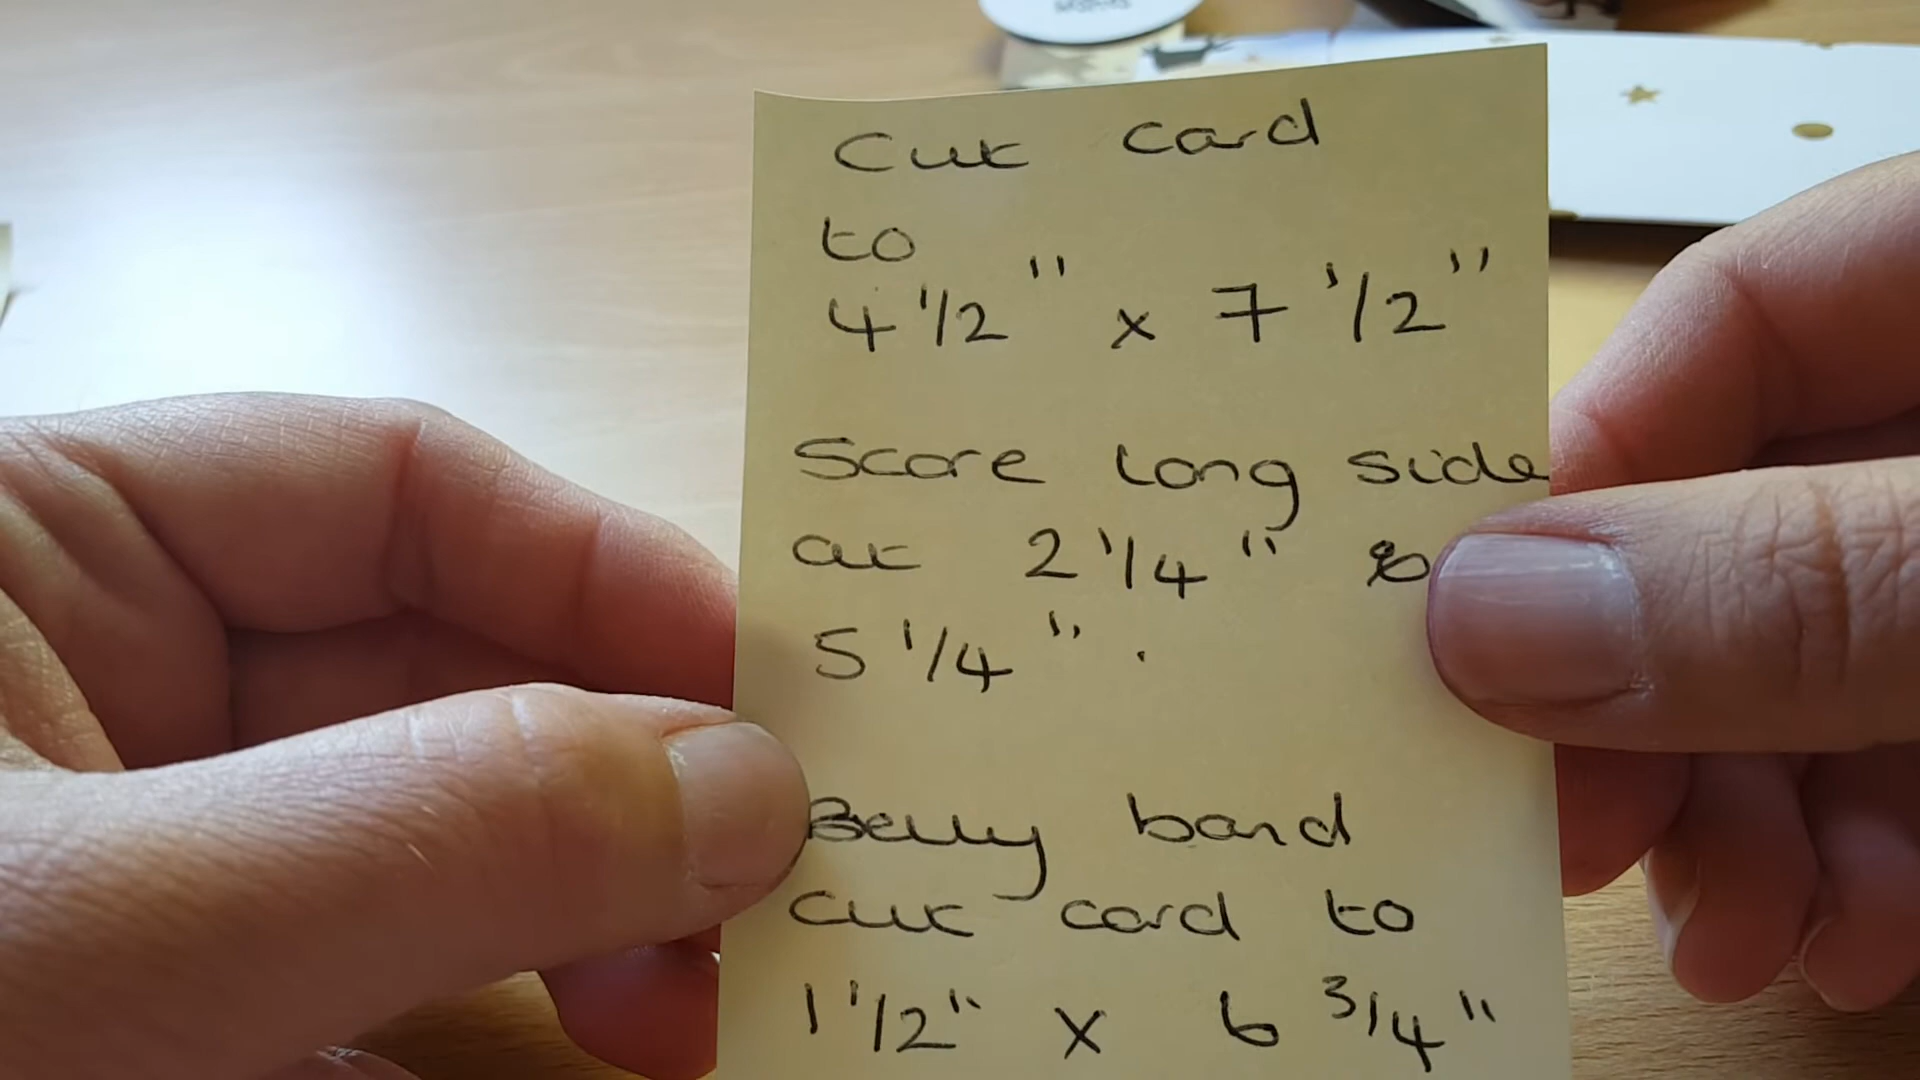 Cut card
to
4 1/2" x 7 1/2"
Score long side
at 2 1/4" &
5 1/4".
Belly band
cut card to
1 1/2" x 6 3/4"